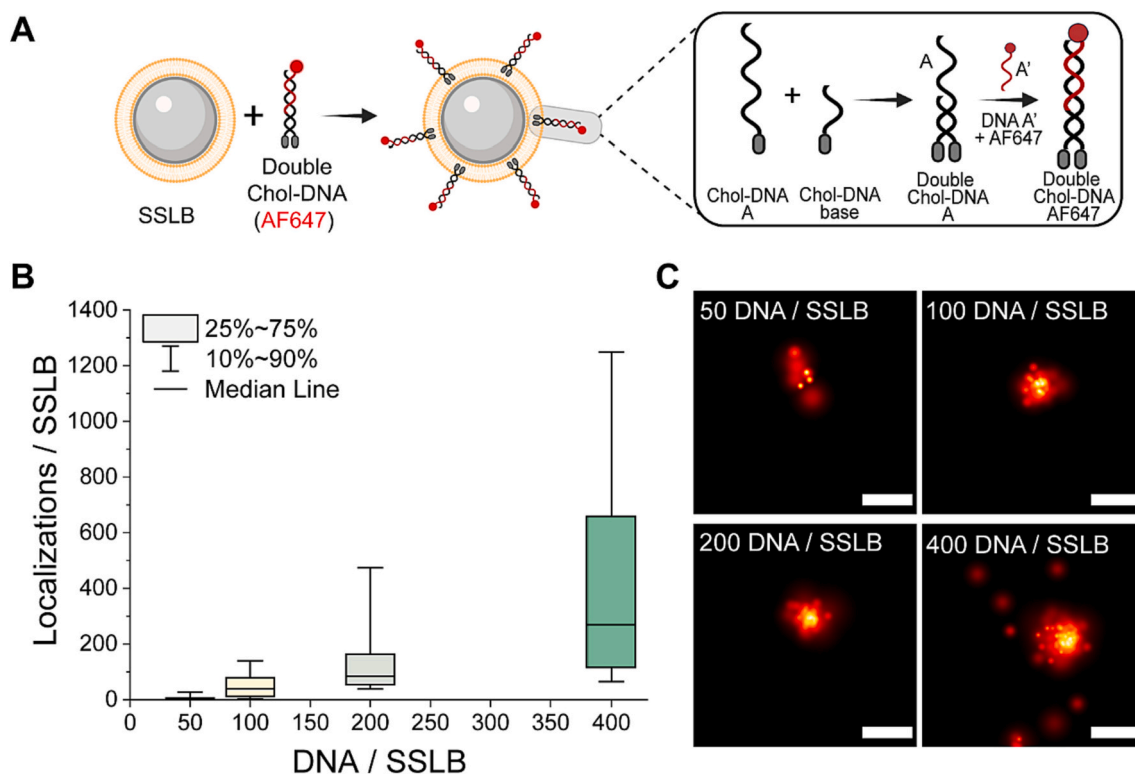 A
SSLB
+
Double
Chol-DNA
(AF647)
Chol-DNA
A
+
Chol-DNA
base
A
Double
Chol-DNA
A
A'
DNA A'
+ AF647
Double
Chol-DNA
AF647
B
Localizations / SSLB
1400
1200
1000
800
600
400
200
0
25%~75%
10%~90%
Median Line
0 50 100 150 200 250 300 350 400
DNA / SSLB
C
50 DNA / SSLB
100 DNA / SSLB
200 DNA / SSLB
400 DNA / SSLB